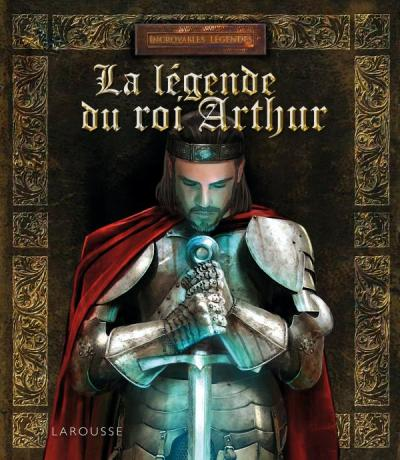 INCROYABLES LÉGENDES
La légende
du roi Arthur
LAROUSSE